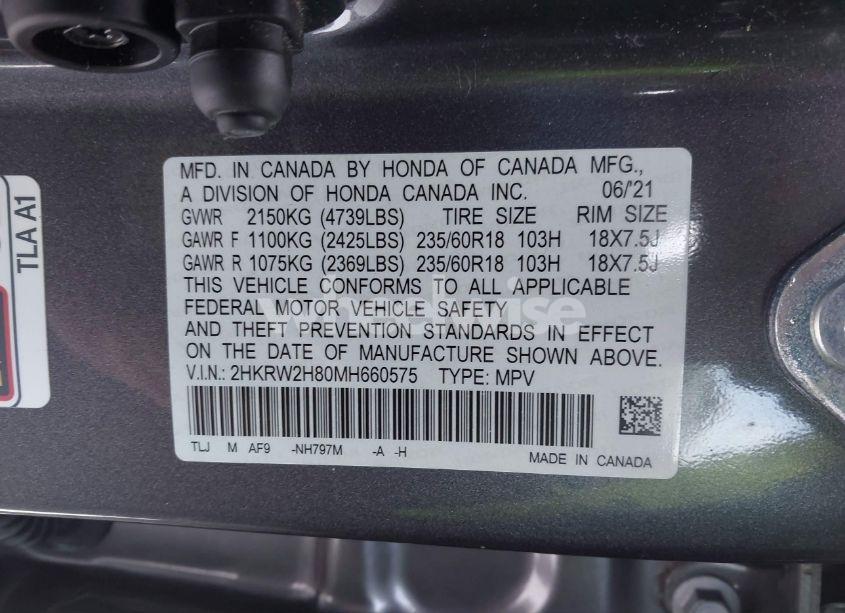 MFD. IN CANADA BY HONDA OF CANADA MFG.,
A DIVISION OF HONDA CANADA INC. 06/'21
GVWR 2150KG (4739LBS) TIRE SIZE RIM SIZE
GAWR F 1100KG (2425LBS) 235/60R18 103H 18X7.5J
GAWR R 1075KG (2369LBS) 235/60R18 103H 18X7.5J
THIS VEHICLE CONFORMS TO ALL APPLICABLE
FEDERAL MOTOR VEHICLE SAFETY
AND THEFT PREVENTION STANDARDS IN EFFECT
ON THE DATE OF MANUFACTURE SHOWN ABOVE.
V.I.N.: 2HKRW2H80MH660575 TYPE: MPV
TLJ M AF9 -NH797M -A -H
MADE IN CANADA
TLA A1
wheelwise